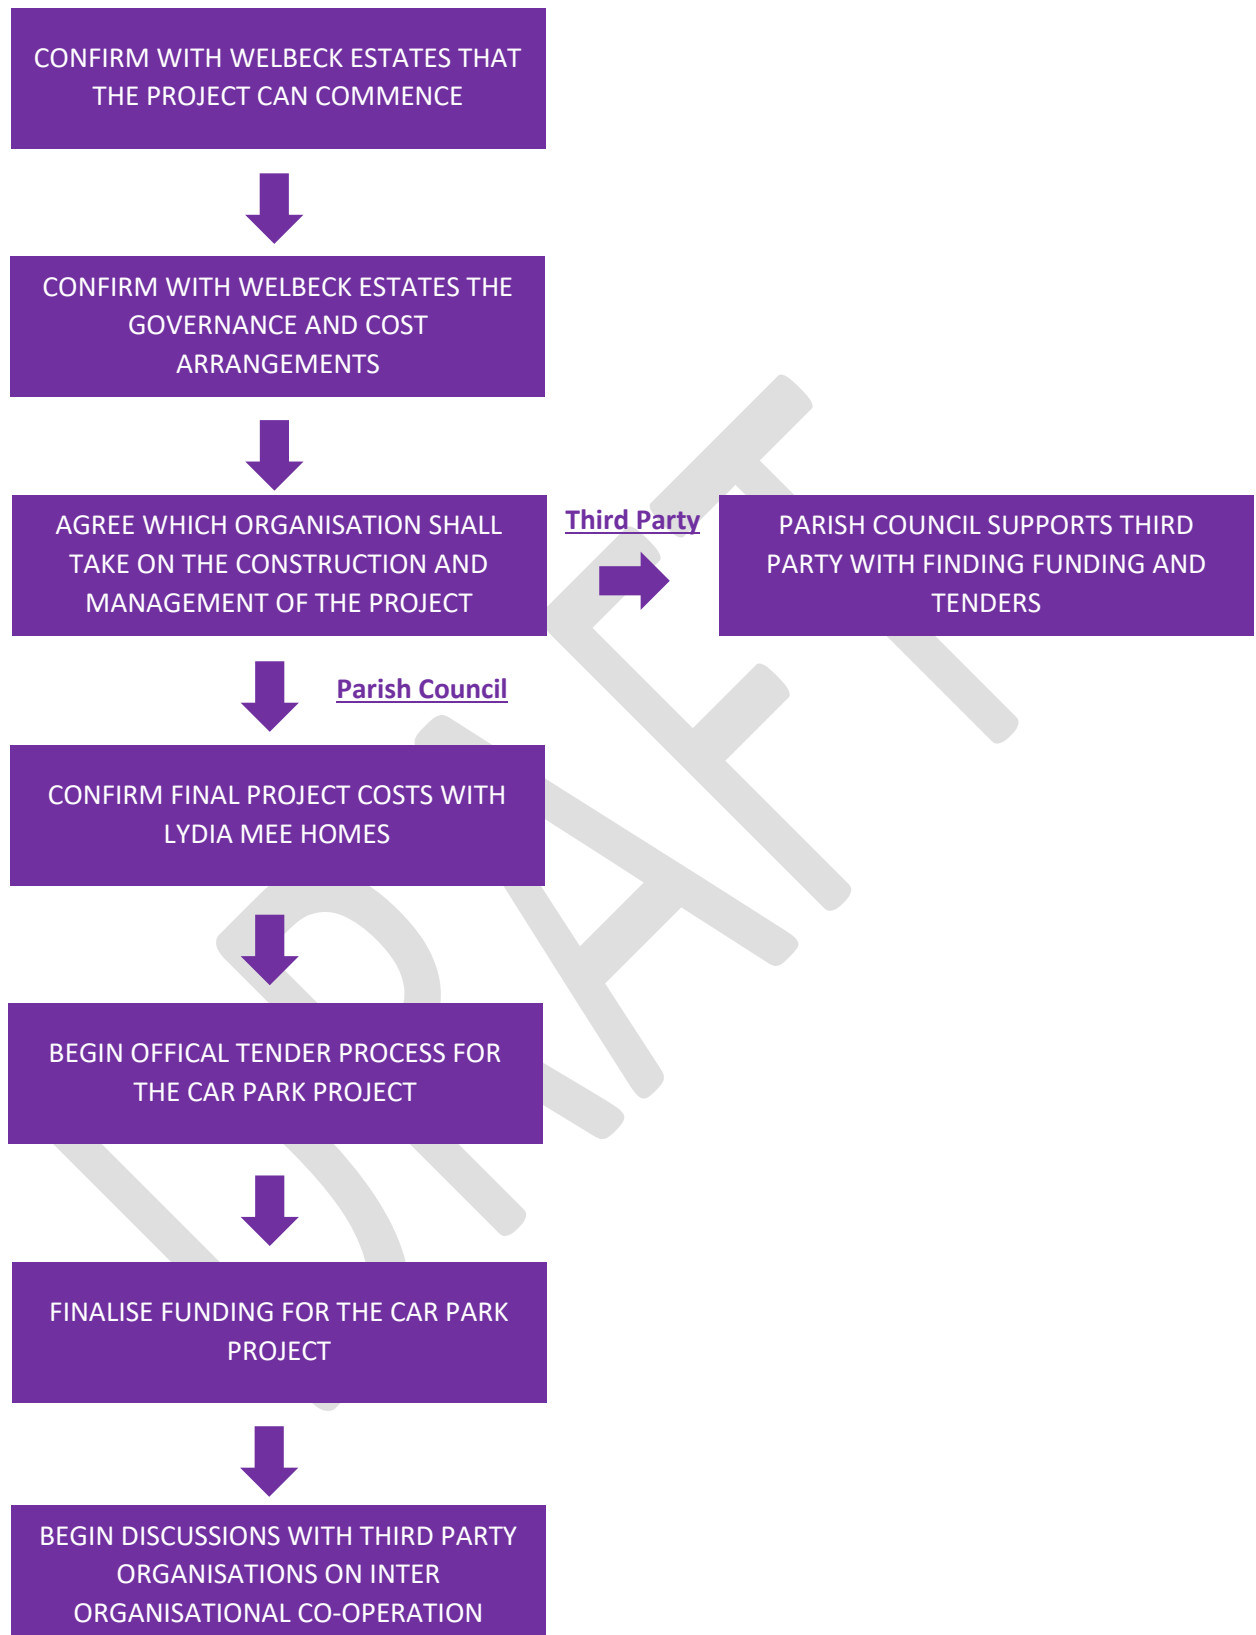 CONFIRM WITH WELBECK ESTATES THAT
THE PROJECT CAN COMMENCE
CONFIRM WITH WELBECK ESTATES THE
GOVERNANCE AND COST
ARRANGEMENTS
AGREE WHICH ORGANISATION SHALL
TAKE ON THE CONSTRUCTION AND
MANAGEMENT OF THE PROJECT
Third Party
PARISH COUNCIL SUPPORTS THIRD
PARTY WITH FINDING FUNDING AND
TENDERS
Parish Council
CONFIRM FINAL PROJECT COSTS WITH
LYDIA MEE HOMES
BEGIN OFFICAL TENDER PROCESS FOR
THE CAR PARK PROJECT
FINALISE FUNDING FOR THE CAR PARK
PROJECT
BEGIN DISCUSSIONS WITH THIRD PARTY
ORGANISATIONS ON INTER
ORGANISATIONAL CO-OPERATION
DRAFT